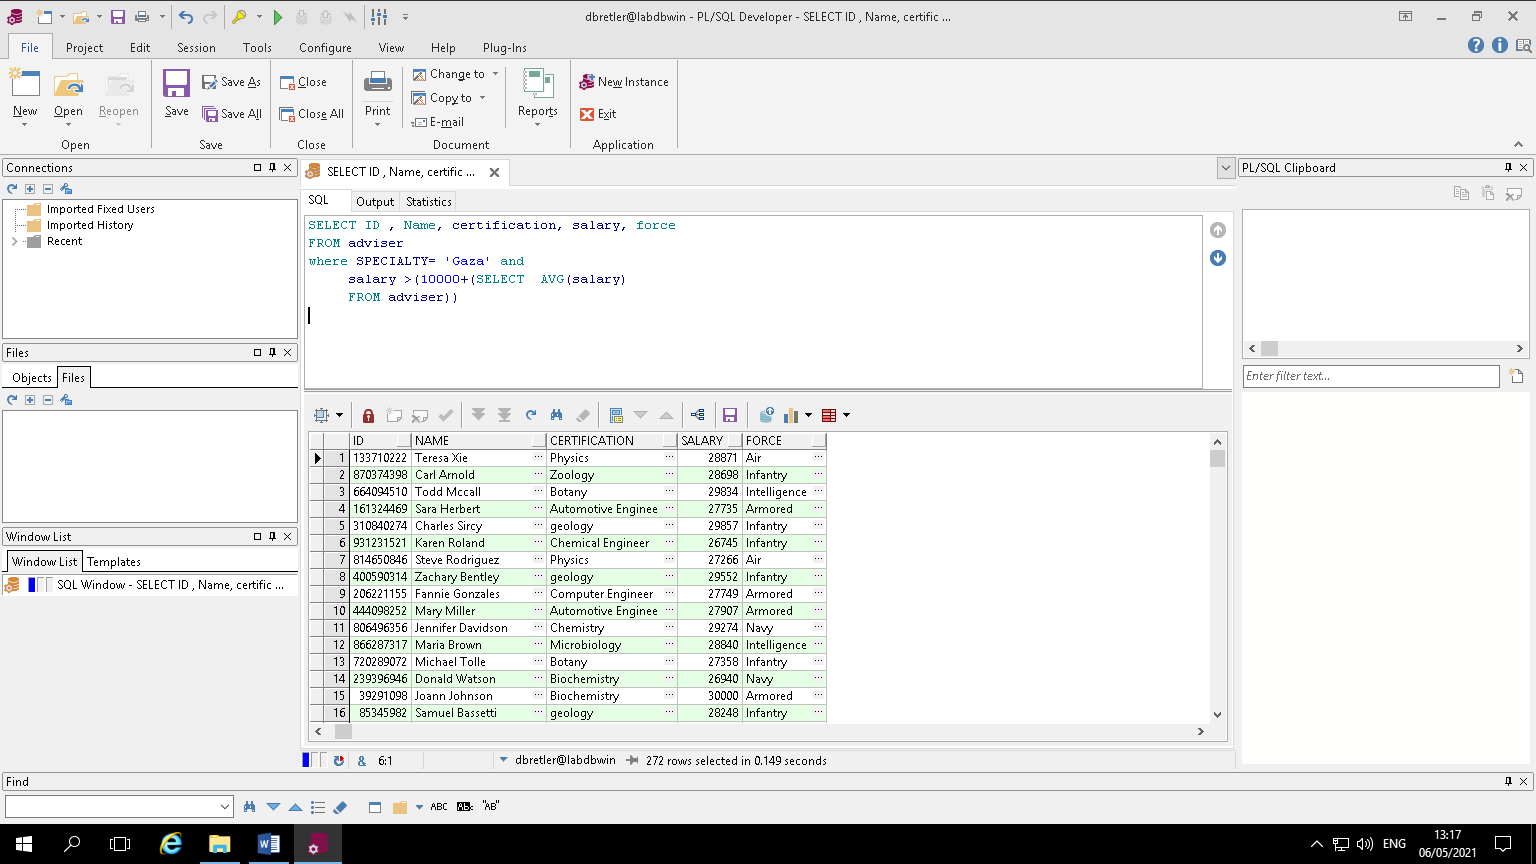 dbretler@labdbwin - PL/SQL Developer - SELECT ID , Name, certific ...
File Project Edit Session Tools Configure View Help Plug-Ins
New Open Reopen Save Save As Save All Close Close All Print Change to Copy to E-mail Reports New Instance Exit
Open Save Close Document Application
Connections
Imported Fixed Users
Imported History
Recent
Files
Objects Files
Window List
Window List Templates
SQL Window - SELECT ID , Name, certific ...
SELECT ID , Name, certific ...
SQL Output Statistics
SELECT ID , Name, certification, salary, force
FROM adviser
where SPECIALTY= 'Gaza' and
salary >(10000+(SELECT AVG(salary)
FROM adviser))
ID NAME CERTIFICATION SALARY FORCE
1 133710222 Teresa Xie Physics 28871 Air
2 870374398 Carl Arnold Zoology 28698 Infantry
3 664094510 Todd Mccall Botany 29834 Intelligence
4 161324469 Sara Herbert Automotive Enginee 27735 Armored
5 310840274 Charles Sircy geology 29857 Infantry
6 931231521 Karen Roland Chemical Engineer 26745 Infantry
7 814650846 Steve Rodriguez Physics 27266 Air
8 400590314 Zachary Bentley geology 29552 Infantry
9 206221155 Fannie Gonzales Computer Engineer 27749 Armored
10 444098252 Mary Miller Automotive Enginee 27907 Armored
11 806496356 Jennifer Davidson Chemistry 29274 Navy
12 866287317 Maria Brown Microbiology 28840 Intelligence
13 720289072 Michael Tolle Botany 27358 Infantry
14 239396946 Donald Watson Biochemistry 26940 Navy
15 39291098 Joann Johnson Biochemistry 30000 Armored
16 85345982 Samuel Bassetti geology 28248 Infantry
& 6:1 dbretler@labdbwin 272 rows selected in 0.149 seconds
PL/SQL Clipboard
Enter filter text...
Find
ABC AB "AB"
ENG
13:17
06/05/2021